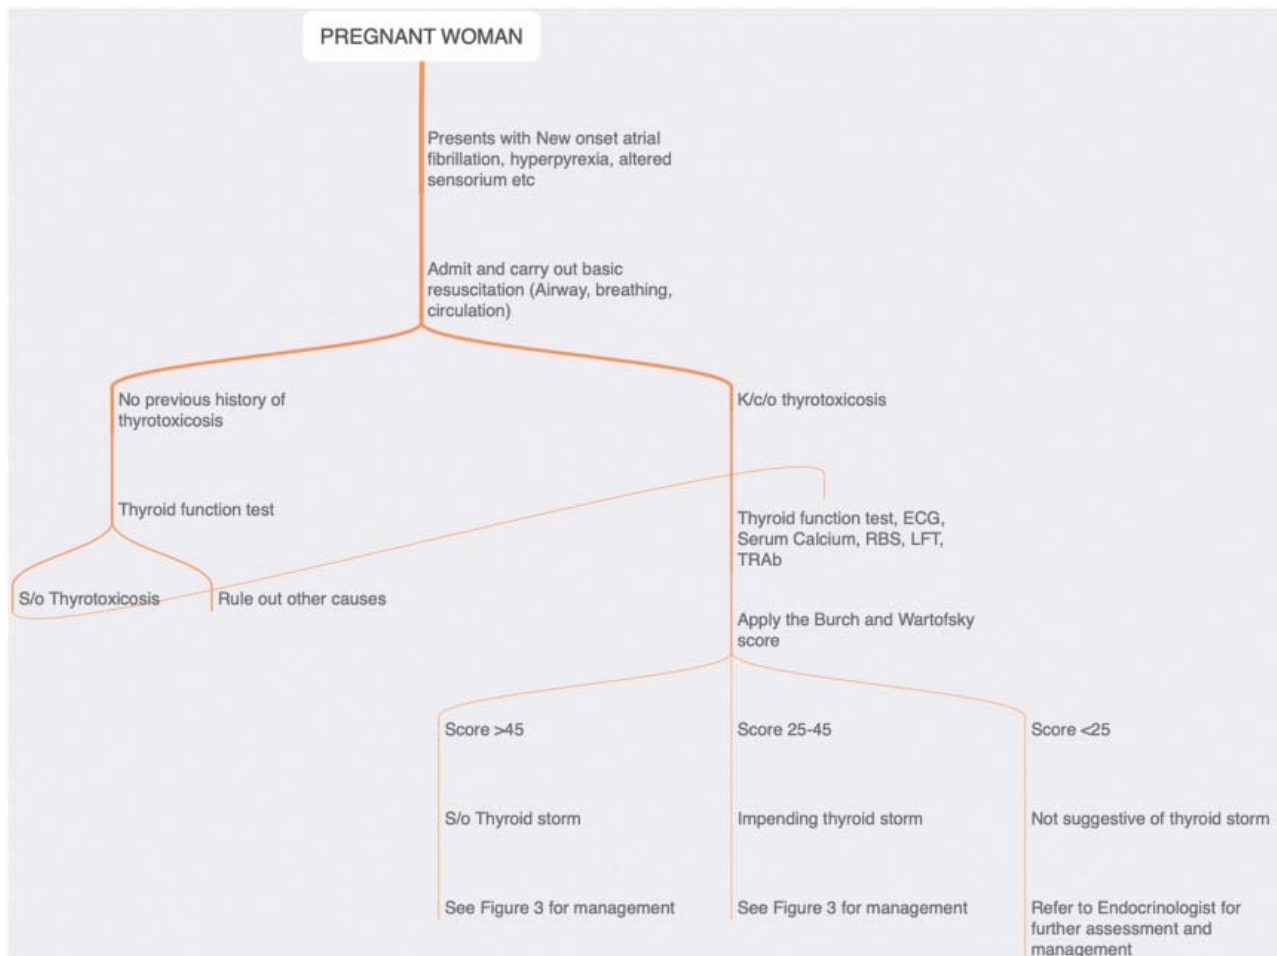 PREGNANT WOMAN
Presents with New onset atrial
fibrillation, hyperpyrexia, altered
sensorium etc
Admit and carry out basic
resuscitation (Airway, breathing,
circulation)
No previous history of
thyrotoxicosis
K/c/o thyrotoxicosis
Thyroid function test
Thyroid function test, ECG,
Serum Calcium, RBS, LFT,
TRAb
S/o Thyrotoxicosis
Rule out other causes
Apply the Burch and Wartofsky
score
Score >45
Score 25-45
Score <25
S/o Thyroid storm
Impending thyroid storm
Not suggestive of thyroid storm
See Figure 3 for management
See Figure 3 for management
Refer to Endocrinologist for
further assessment and
management